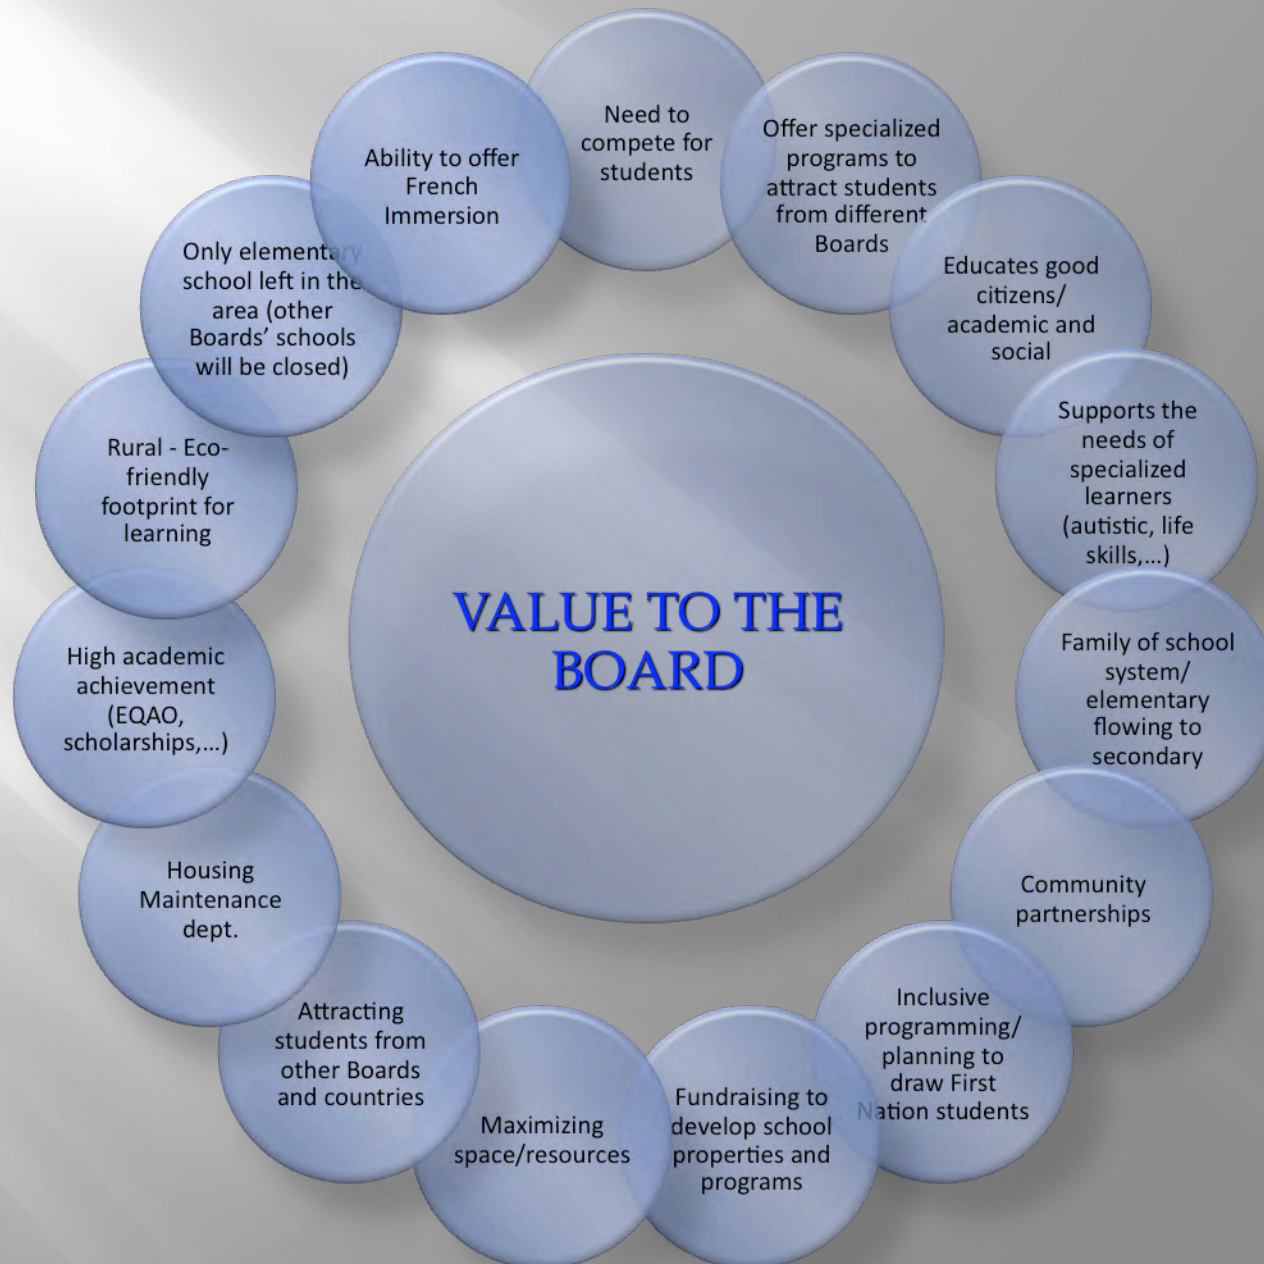 Need to
compete for
students
Offer specialized
programs to
attract students
from different
Boards
Educates good
citizens/
academic and
social
Supports the
needs of
specialized
learners
(autistic, life
skills,...)
Family of school
system/
elementary
flowing to
secondary
Community
partnerships
Inclusive
programming/
planning to
draw First
Nation students
Fundraising to
develop school
properties and
programs
Maximizing
space/resources
Attracting
students from
other Boards
and countries
Housing
Maintenance
dept.
High academic
achievement
(EQAO,
scholarships,...)
Rural - Eco-
friendly
footprint for
learning
Only elementary
school left in the
area (other
Boards' schools
will be closed)
Ability to offer
French
Immersion
VALUE TO THE
BOARD